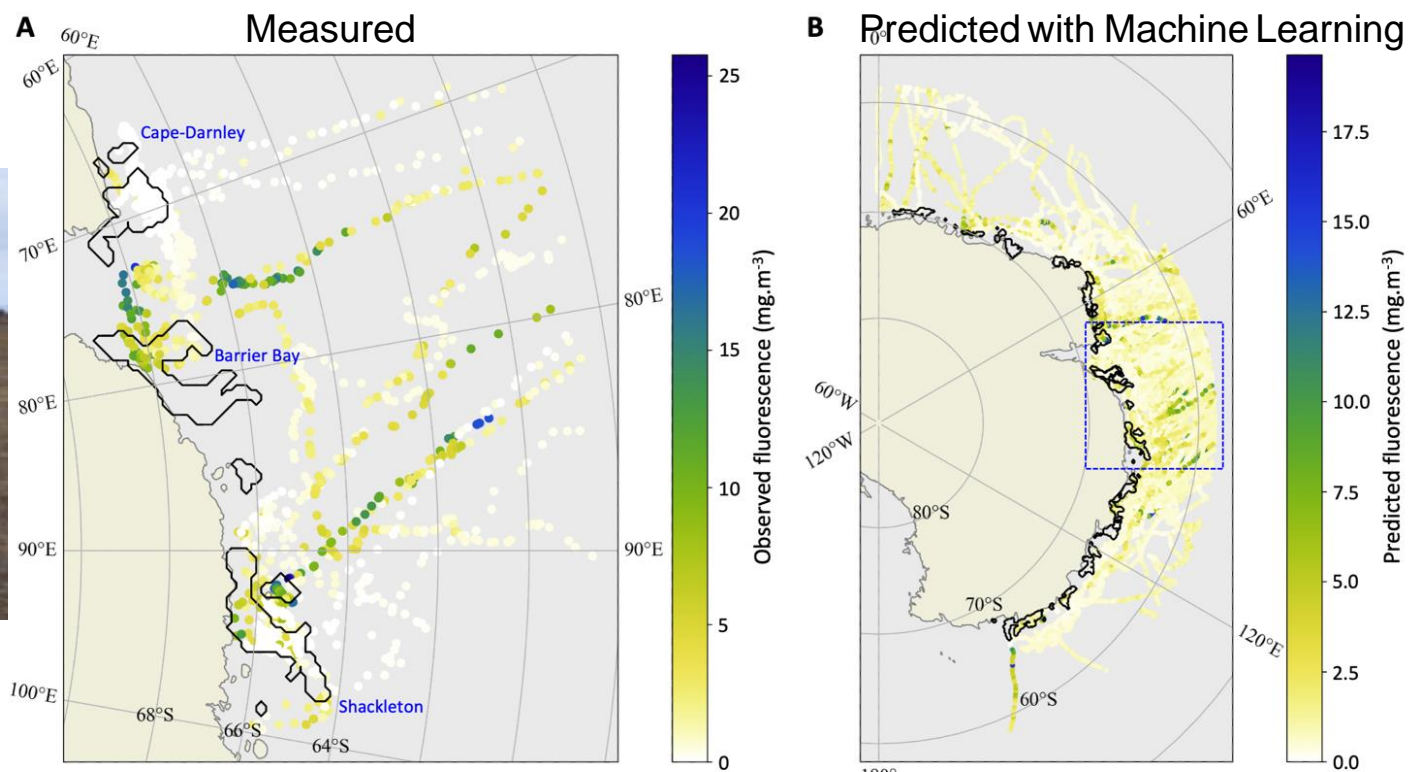 A
Measured
60°E
60°E
Cape-Darnley
70°E
Barrier Bay
80°E
80°E
90°E
90°E
100°E
Shackleton
68°S
66°S
64°S
25
20
15
10
5
0
Observed fluorescence (mg.m⁻³)
B
Predicted with Machine Learning
0°
60°E
60°W
120°W
80°S
70°S
60°S
120°E
17.5
15.0
12.5
10.0
7.5
5.0
2.5
0.0
Predicted fluorescence (mg.m⁻³)